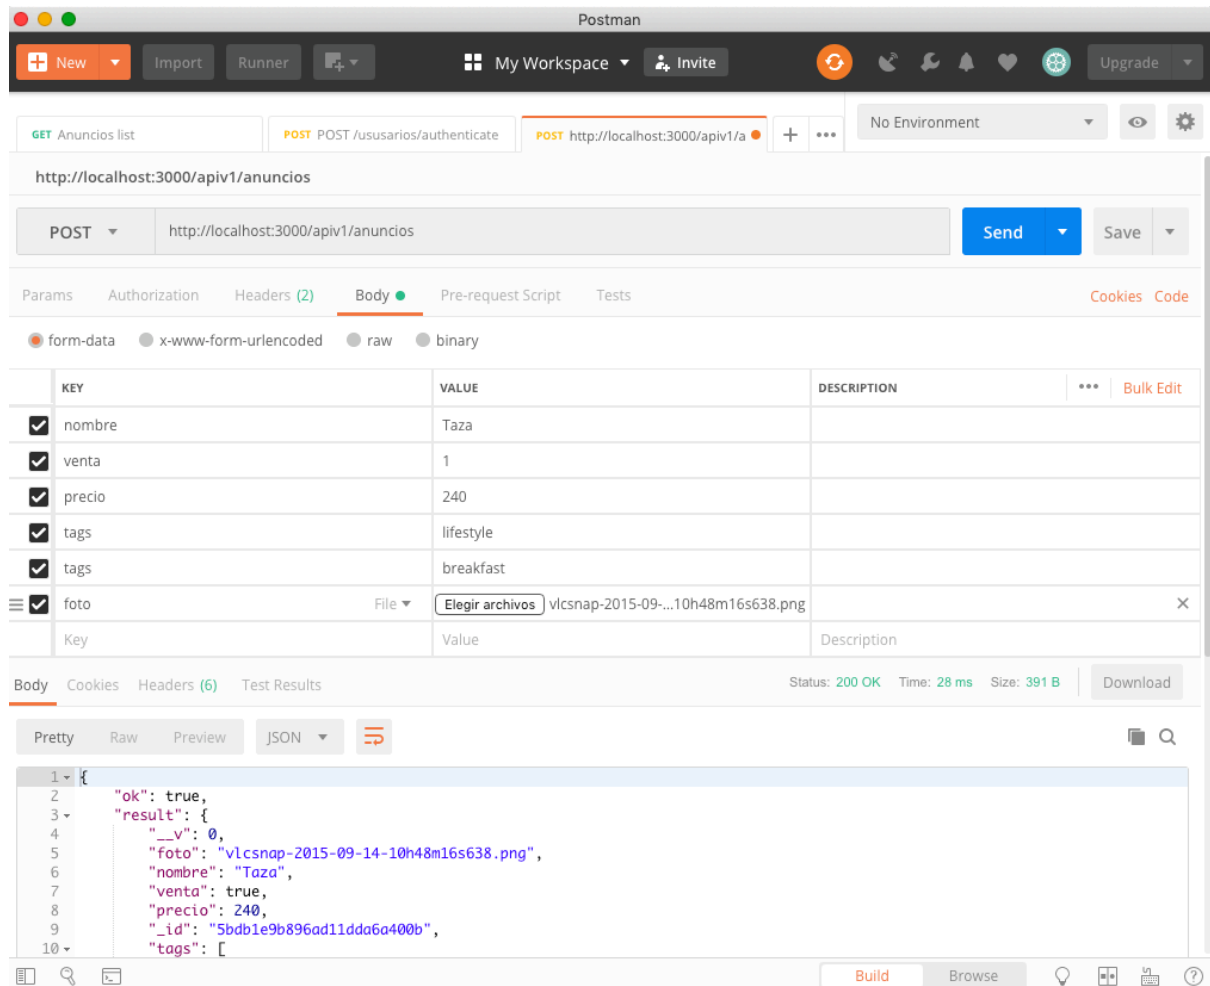 Postman
New Import Runner My Workspace Invite Upgrade
GET Anuncios list POST POST /ususarios/authenticate POST http://localhost:3000/apiv1/a + ••• No Environment
http://localhost:3000/apiv1/anuncios
POST http://localhost:3000/apiv1/anuncios Send Save
Params Authorization Headers (2) Body Pre-request Script Tests Cookies Code
form-data x-www-form-urlencoded raw binary
KEY VALUE DESCRIPTION ••• Bulk Edit
nombre Taza
venta 1
precio 240
tags lifestyle
tags breakfast
foto File Elegir archivos vlcsnap-2015-09-...10h48m16s638.png
Key Value Description
Body Cookies Headers (6) Test Results Status: 200 OK Time: 28 ms Size: 391 B Download
Pretty Raw Preview JSON
1 {
2 "ok": true,
3 "result": {
4 "__v": 0,
5 "foto": "vlcsnap-2015-09-14-10h48m16s638.png",
6 "nombre": "Taza",
7 "venta": true,
8 "precio": 240,
9 "_id": "5bdb1e9b896ad11dda6a400b",
10 "tags": [
Build Browse ?